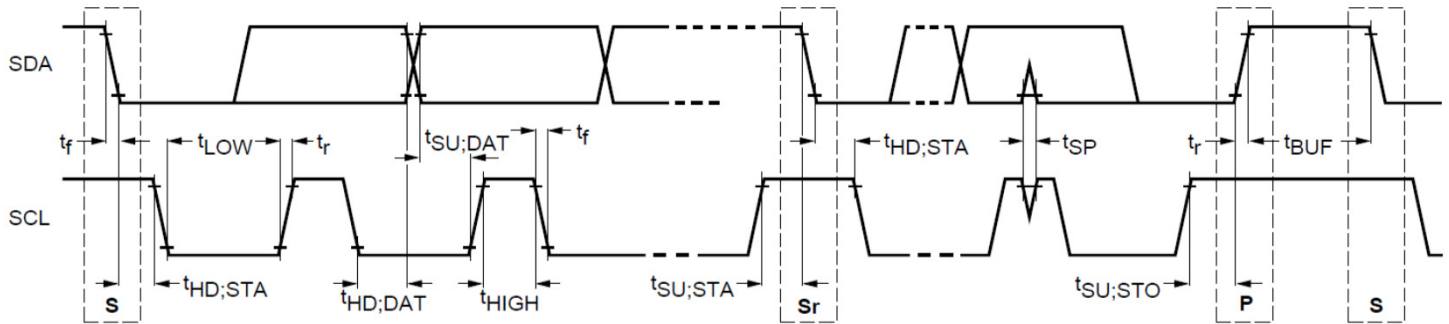 SDA
t_f t_LOW t_r t_SU;DAT t_f t_HD;STA t_SP t_r t_BUF
SCL
t_HD;STA t_HD;DAT t_HIGH t_SU;STA t_SU;STO
S Sr P S